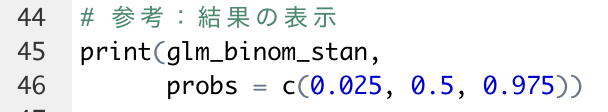 44 # 参考：結果の表示
45 print(glm_binom_stan,
46 probs = c(0.025, 0.5, 0.975))